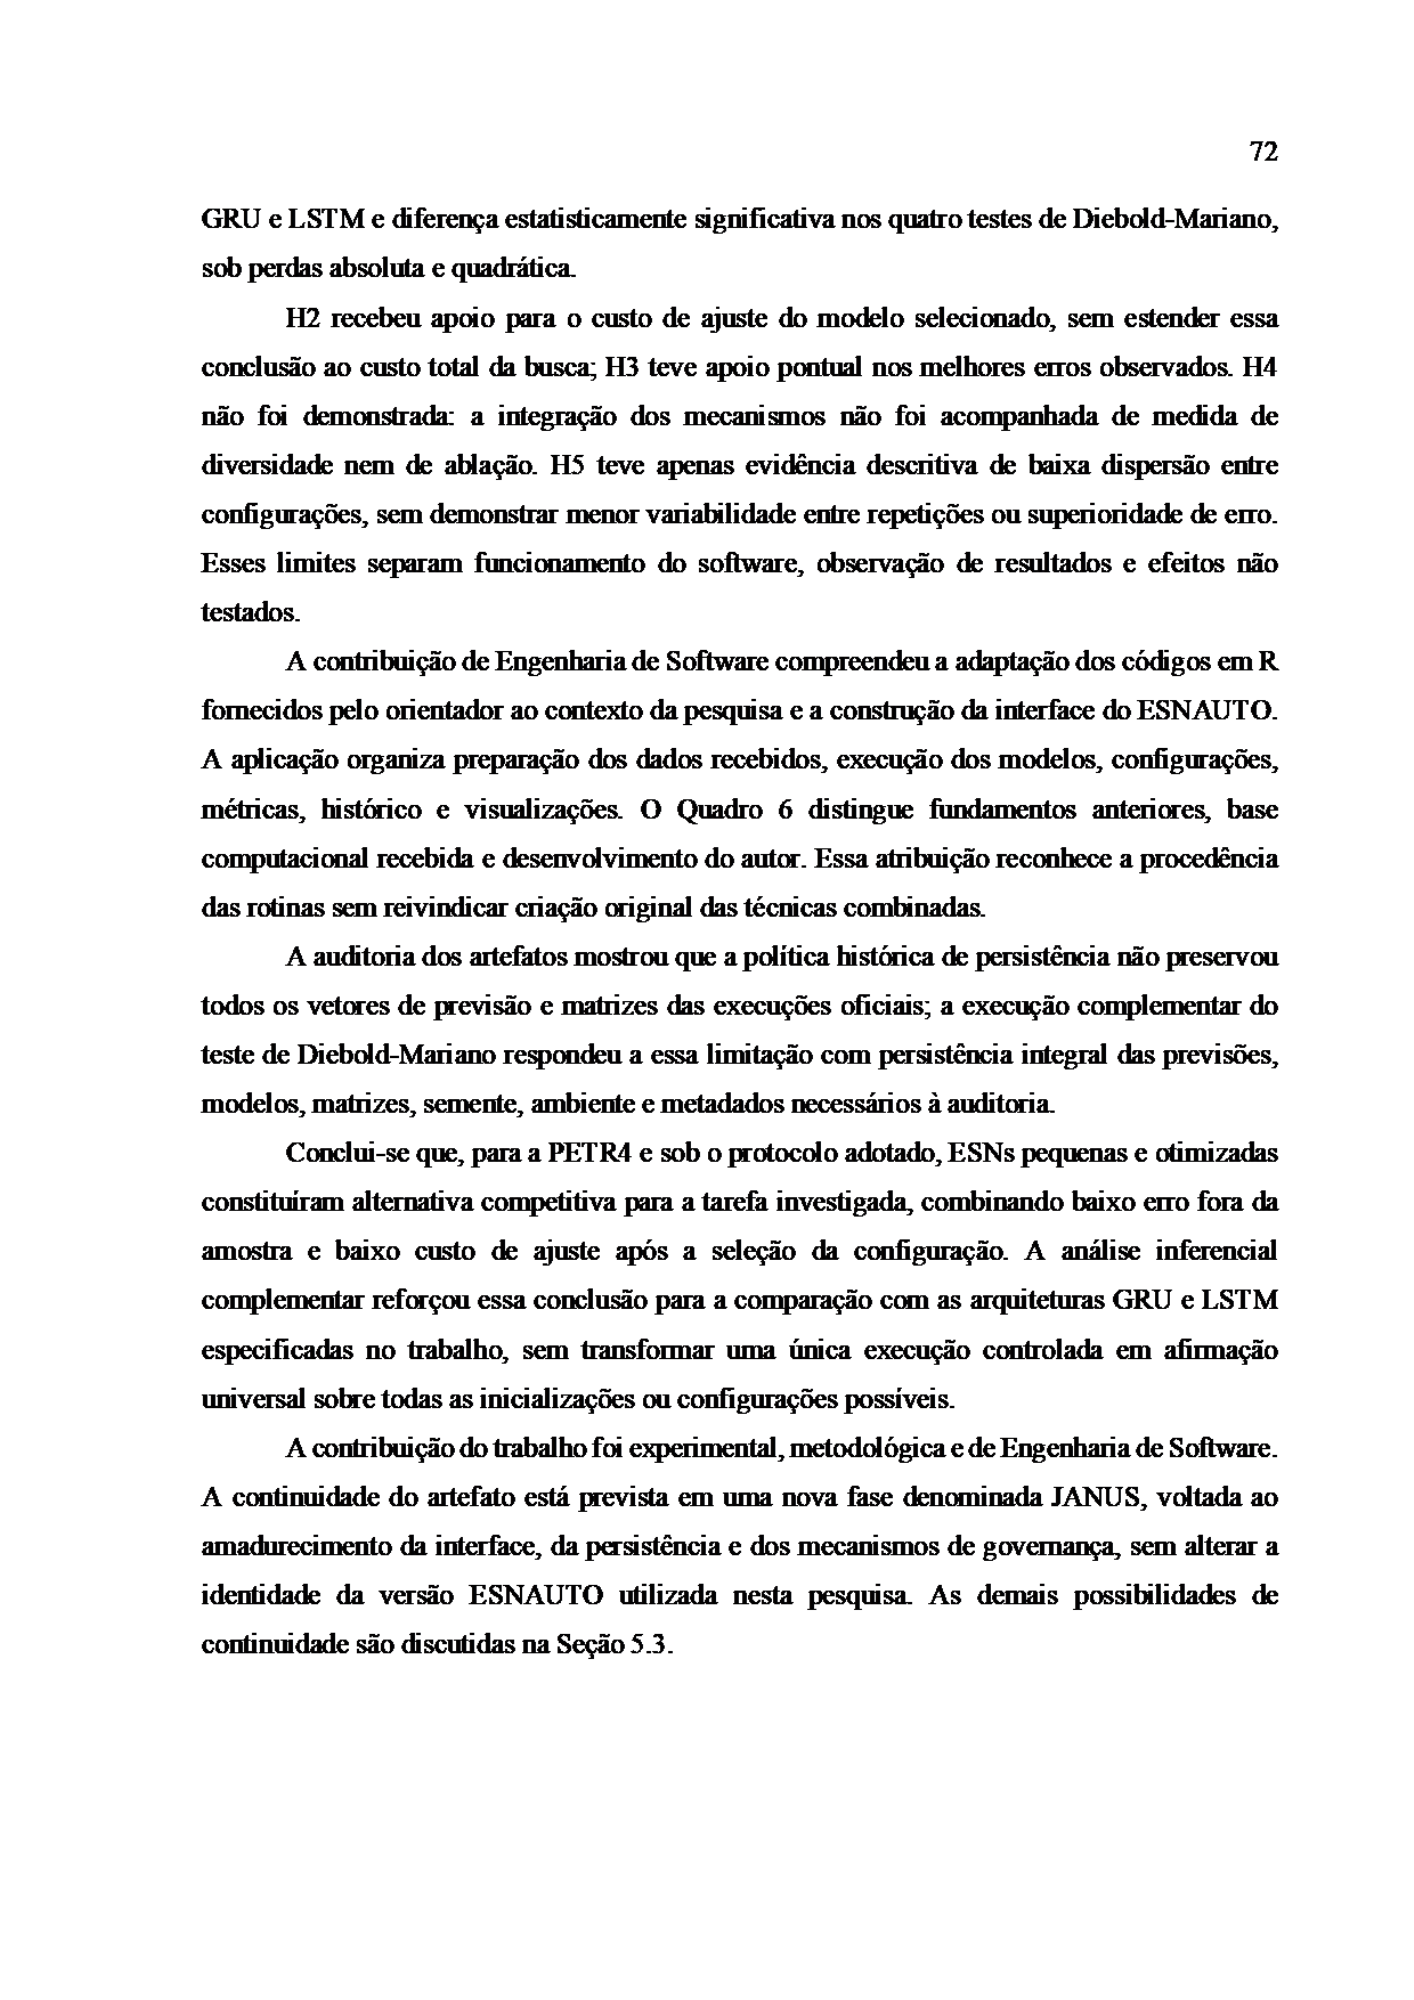 72
GRU e LSTM e diferença estatisticamente significativa nos quatro testes de Diebold-Mariano,
sob perdas absoluta e quadrática.
H2 recebeu apoio para o custo de ajuste do modelo selecionado, sem estender essa
conclusão ao custo total da busca; H3 teve apoio pontual nos melhores erros observados. H4
não foi demonstrada: a integração dos mecanismos não foi acompanhada de medida de
diversidade nem de ablação. H5 teve apenas evidência descritiva de baixa dispersão entre
configurações, sem demonstrar menor variabilidade entre repetições ou superioridade de erro.
Esses limites separam funcionamento do software, observação de resultados e efeitos não
testados.
A contribuição de Engenharia de Software compreendeu a adaptação dos códigos em R
fornecidos pelo orientador ao contexto da pesquisa e a construção da interface do ESNAUTO.
A aplicação organiza preparação dos dados recebidos, execução dos modelos, configurações,
métricas, histórico e visualizações. O Quadro 6 distingue fundamentos anteriores, base
computacional recebida e desenvolvimento do autor. Essa atribuição reconhece a procedência
das rotinas sem reivindicar criação original das técnicas combinadas.
A auditoria dos artefatos mostrou que a política histórica de persistência não preservou
todos os vetores de previsão e matrizes das execuções oficiais; a execução complementar do
teste de Diebold-Mariano respondeu a essa limitação com persistência integral das previsões,
modelos, matrizes, semente, ambiente e metadados necessários à auditoria.
Conclui-se que, para a PETR4 e sob o protocolo adotado, ESNs pequenas e otimizadas
constituíram alternativa competitiva para a tarefa investigada, combinando baixo erro fora da
amostra e baixo custo de ajuste após a seleção da configuração. A análise inferencial
complementar reforçou essa conclusão para a comparação com as arquiteturas GRU e LSTM
especificadas no trabalho, sem transformar uma única execução controlada em afirmação
universal sobre todas as inicializações ou configurações possíveis.
A contribuição do trabalho foi experimental, metodológica e de Engenharia de Software.
A continuidade do artefato está prevista em uma nova fase denominada JANUS, voltada ao
amadurecimento da interface, da persistência e dos mecanismos de governança, sem alterar a
identidade da versão ESNAUTO utilizada nesta pesquisa. As demais possibilidades de
continuidade são discutidas na Seção 5.3.